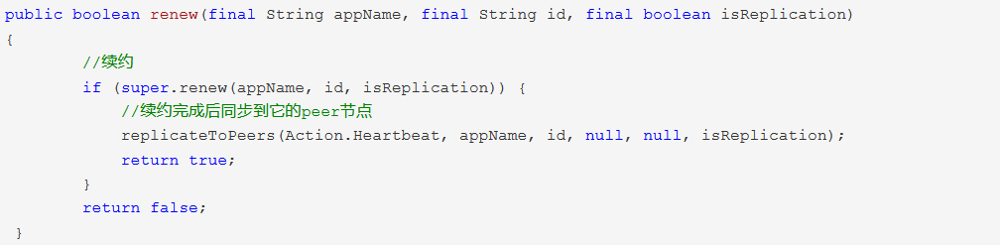 public boolean renew(final String appName, final String id, final boolean isReplication)
{
        //续约
        if (super.renew(appName, id, isReplication)) {
            //续约完成后同步到它的peer节点
            replicateToPeers(Action.Heartbeat, appName, id, null, null, isReplication);
            return true;
        }
        return false;
 }